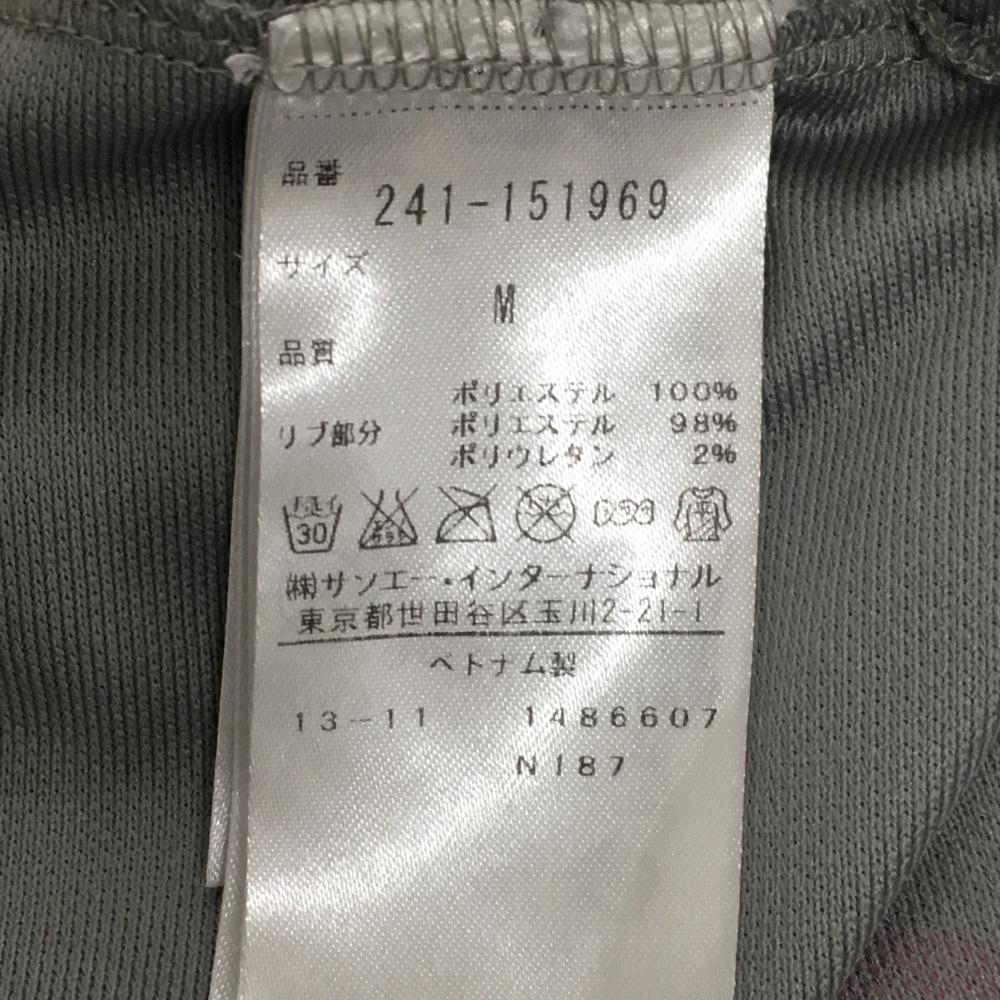 品番
241-151969
サイズ
M
品質
ポリエステル 100%
リブ部分 ポリエステル 98%
ポリウレタン 2%
30
㈱サンエー・インターナショナル
東京都世田谷区玉川2-21-1
ベトナム製
13-11 1486607
N187